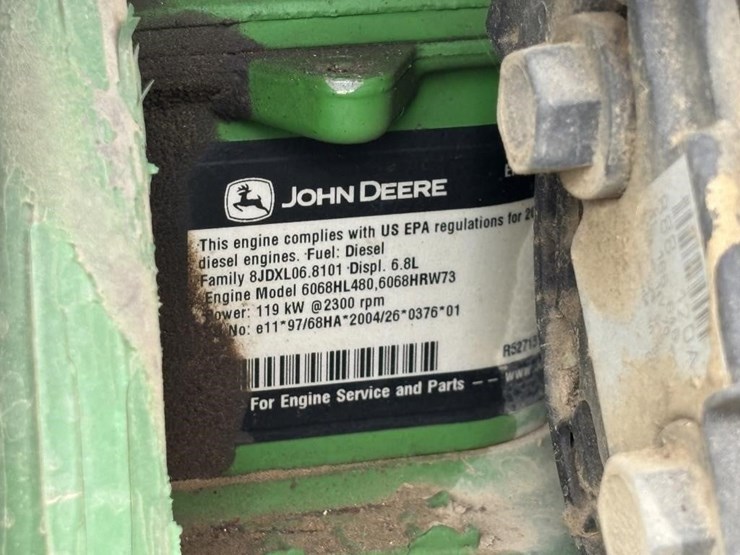 JOHN DEERE
This engine complies with US EPA regulations for
diesel engines. Fuel: Diesel
Family 8JDXL06.8101 Displ. 6.8L
Engine Model 6068HL480,6068HRW73
Power: 119 kW @2300 rpm
No: e11*97/68HA*2004/26*0376*01
For Engine Service and Parts – –